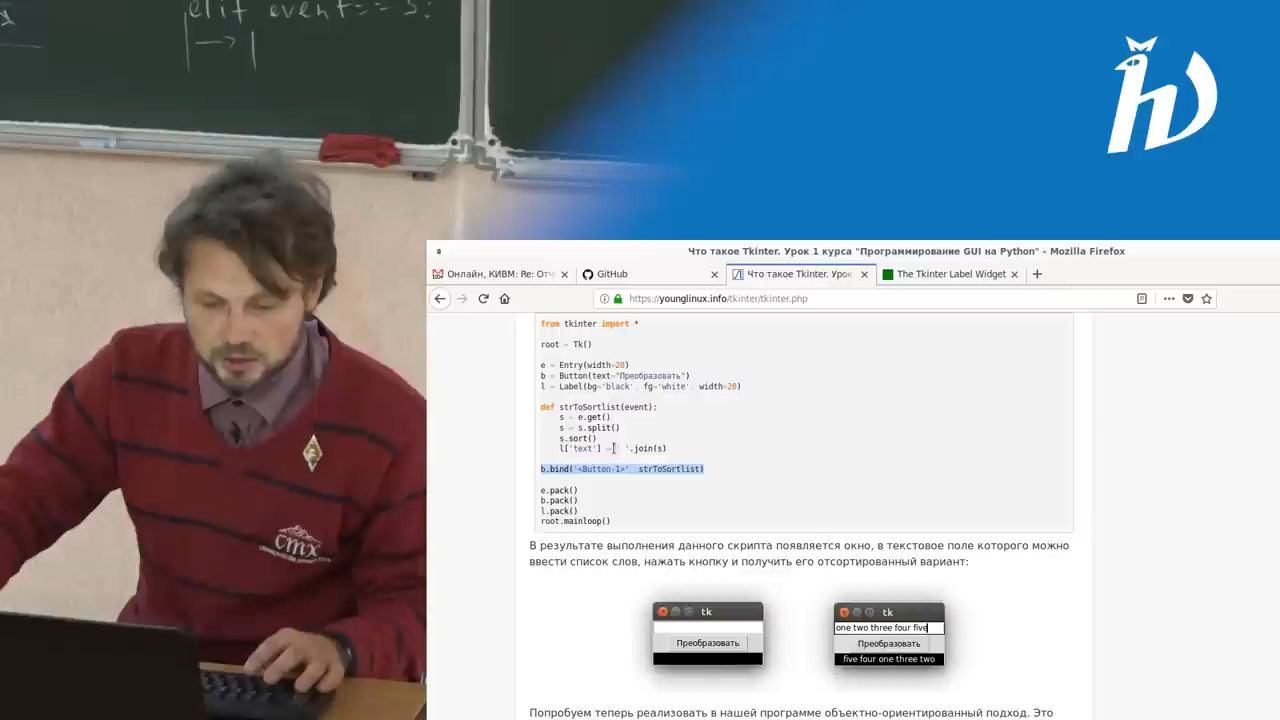 elif event == s:
Что такое Tkinter. Урок 1 курса "Программирование GUI на Python" - Mozilla Firefox
Онлайн, КИВМ: Re: Отч
GitHub
Что такое Tkinter. Урок
The Tkinter Label Widget
https://younglinux.info/tkinter/tkinter.php
from tkinter import *
root = Tk()
e = Entry(width=20)
b = Button(text="Преобразовать")
l = Label(bg='black', fg='white', width=20)
def strToSortlist(event):
s = e.get()
s = s.split()
s.sort()
l['text'] = ' '.join(s)
b.bind('<Button-1>', strToSortlist)
e.pack()
b.pack()
l.pack()
root.mainloop()
В результате выполнения данного скрипта появляется окно, в текстовое поле которого можно
ввести список слов, нажать кнопку и получить его отсортированный вариант:
tk
Преобразовать
tk
one two three four five
Преобразовать
five four one three two
Попробуем теперь реализовать в нашей программе объектно-ориентированный подход. Это
стх